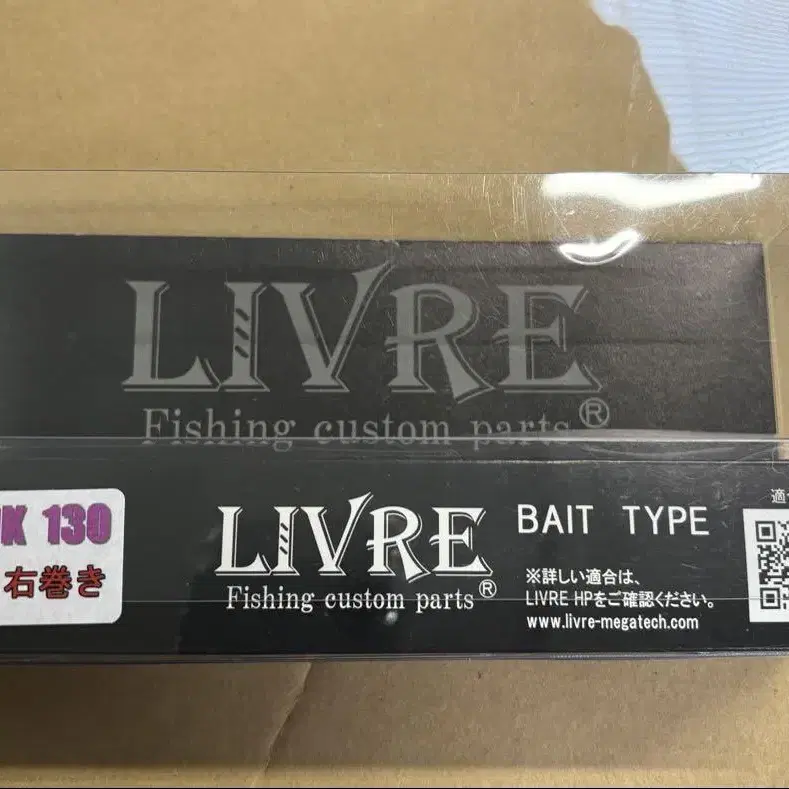 LIVRE
Fishing custom parts®
K 130
右巻き
LIVRE
Fishing custom parts®
BAIT TYPE
※詳しい適合は、
LIVRE HPをご確認ください。
www.livre-megatech.com
適